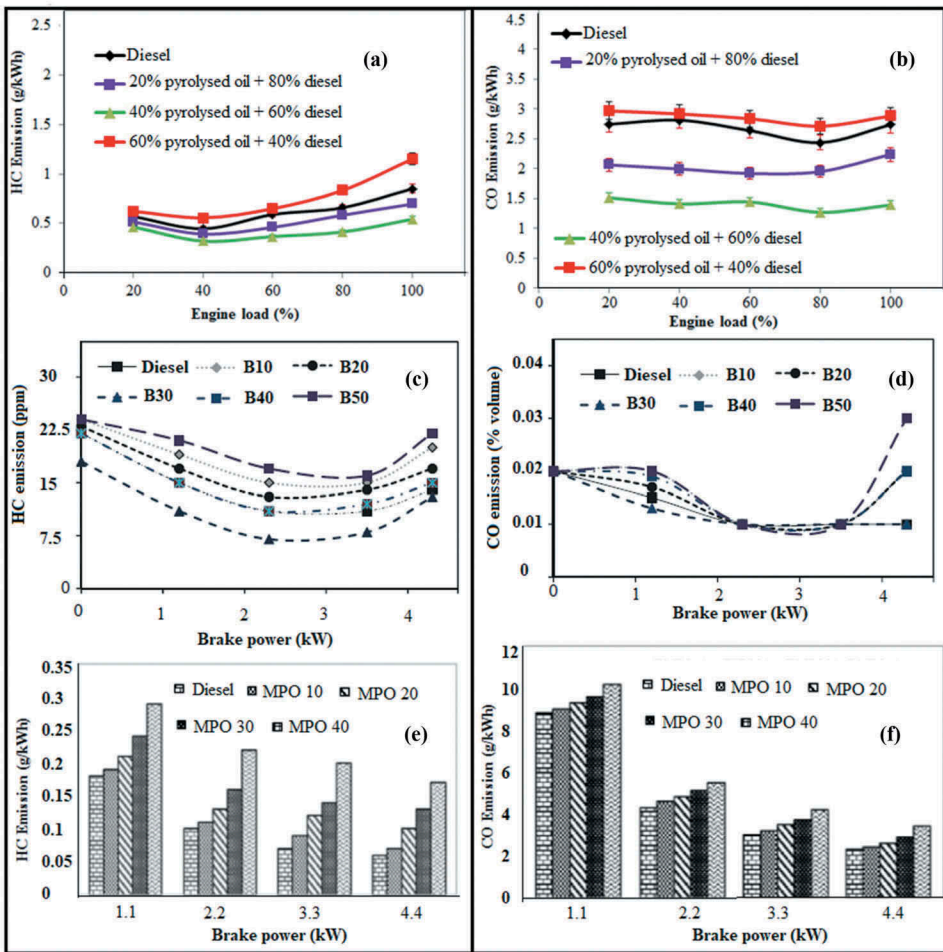 2.5
2
1.5
1
0.5
0
HC Emission (g/kWh)
(a)
Diesel
20% pyrolysed oil + 80% diesel
40% pyrolysed oil + 60% diesel
60% pyrolysed oil + 40% diesel
0 20 40 60 80 100
Engine load (%)
4.5
4
3.5
3
2.5
2
1.5
1
0.5
0
CO Emission (g/kWh)
Diesel
(b)
20% pyrolysed oil + 80% diesel
40% pyrolysed oil + 60% diesel
60% pyrolysed oil + 40% diesel
0 20 40 60 80 100
Engine load (%)
30
22.5
15
7.5
0
HC emission (ppm)
Diesel B10 B20
(c)
B30 B40 B50
0 1 2 3 4
Brake power (kW)
0.04
0.03
0.02
0.01
0
CO emission (% volume)
Diesel B10 B20
(d)
B30 B40 B50
0 1 2 3 4
Brake power (kW)
0.35
0.3
0.25
0.2
0.15
0.1
0.05
0
HC Emission (g/kWh)
Diesel MPO 10 MPO 20
MPO 30 MPO 40
(e)
1.1 2.2 3.3 4.4
Brake power (kW)
12
10
8
6
4
2
0
CO Emission (g/kWh)
Diesel MPO 10 MPO 20
MPO 30 MPO 40
(f)
1.1 2.2 3.3 4.4
Brake power (kW)